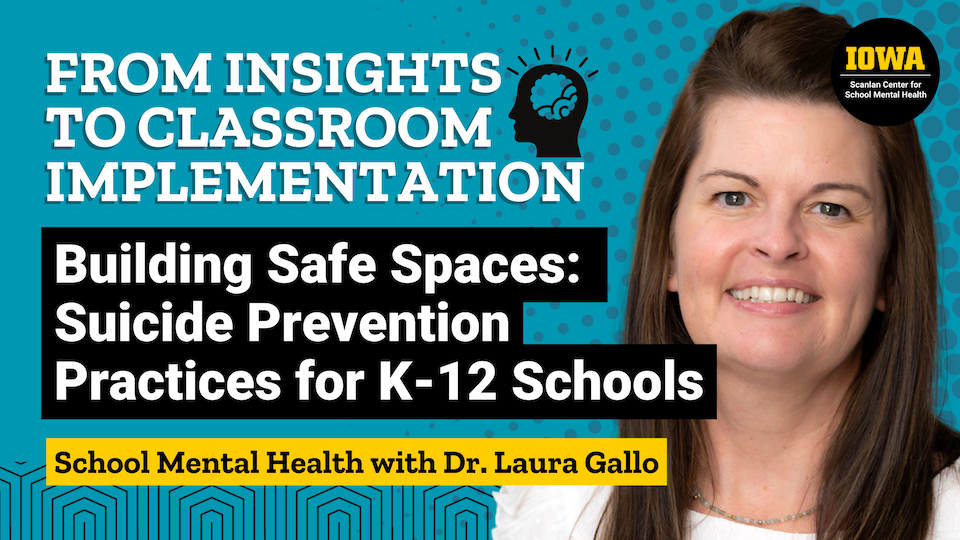 FROM INSIGHTS
TO CLASSROOM
IMPLEMENTATION
IOWA
Scanlan Center for
School Mental Health
Building Safe Spaces:
Suicide Prevention
Practices for K-12 Schools
School Mental Health with Dr. Laura Gallo